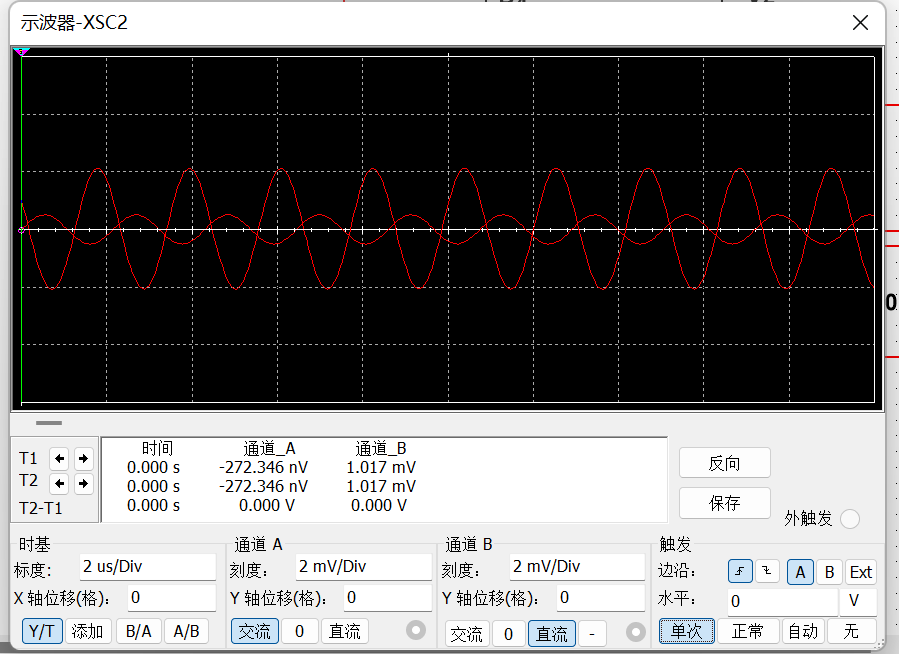 示波器-XSC2
0
时间 通道_A 通道_B
T1 0.000 s -272.346 nV 1.017 mV
T2 0.000 s -272.346 nV 1.017 mV
T2-T1 0.000 s 0.000 V 0.000 V
反向
保存
外触发
时基
标度: 2 us/Div
X 轴位移(格): 0
Y/T 添加 B/A A/B
通道 A
刻度: 2 mV/Div
Y 轴位移(格): 0
交流 0 直流
通道 B
刻度: 2 mV/Div
Y 轴位移(格): 0
交流 0 直流 -
触发
边沿: A B Ext
水平: 0 V
单次 正常 自动 无